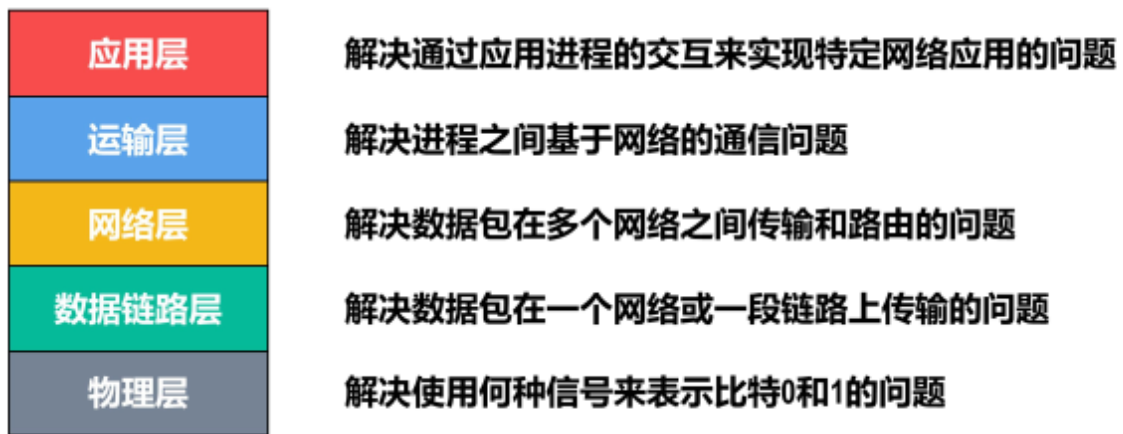 应用层 解决通过应用进程的交互来实现特定网络应用的问题
运输层 解决进程之间基于网络的通信问题
网络层 解决数据包在多个网络之间传输和路由的问题
数据链路层 解决数据包在一个网络或一段链路上传输的问题
物理层 解决使用何种信号来表示比特0和1的问题